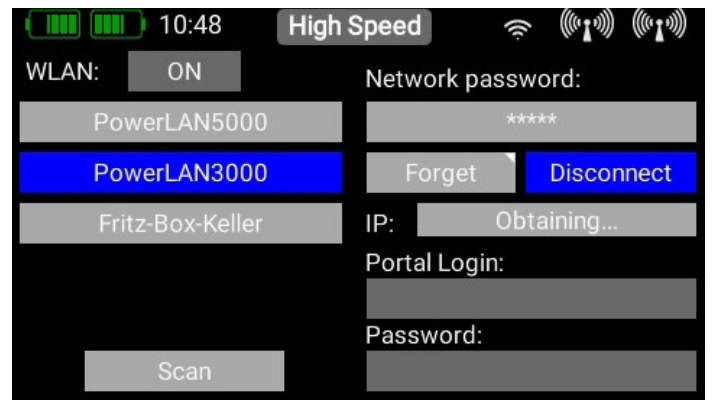 10:48 High Speed
WLAN: ON
Network password:
PowerLAN5000
*****
PowerLAN3000
Forget Disconnect
Fritz-Box-Keller
IP: Obtaining...
Portal Login:
Password:
Scan